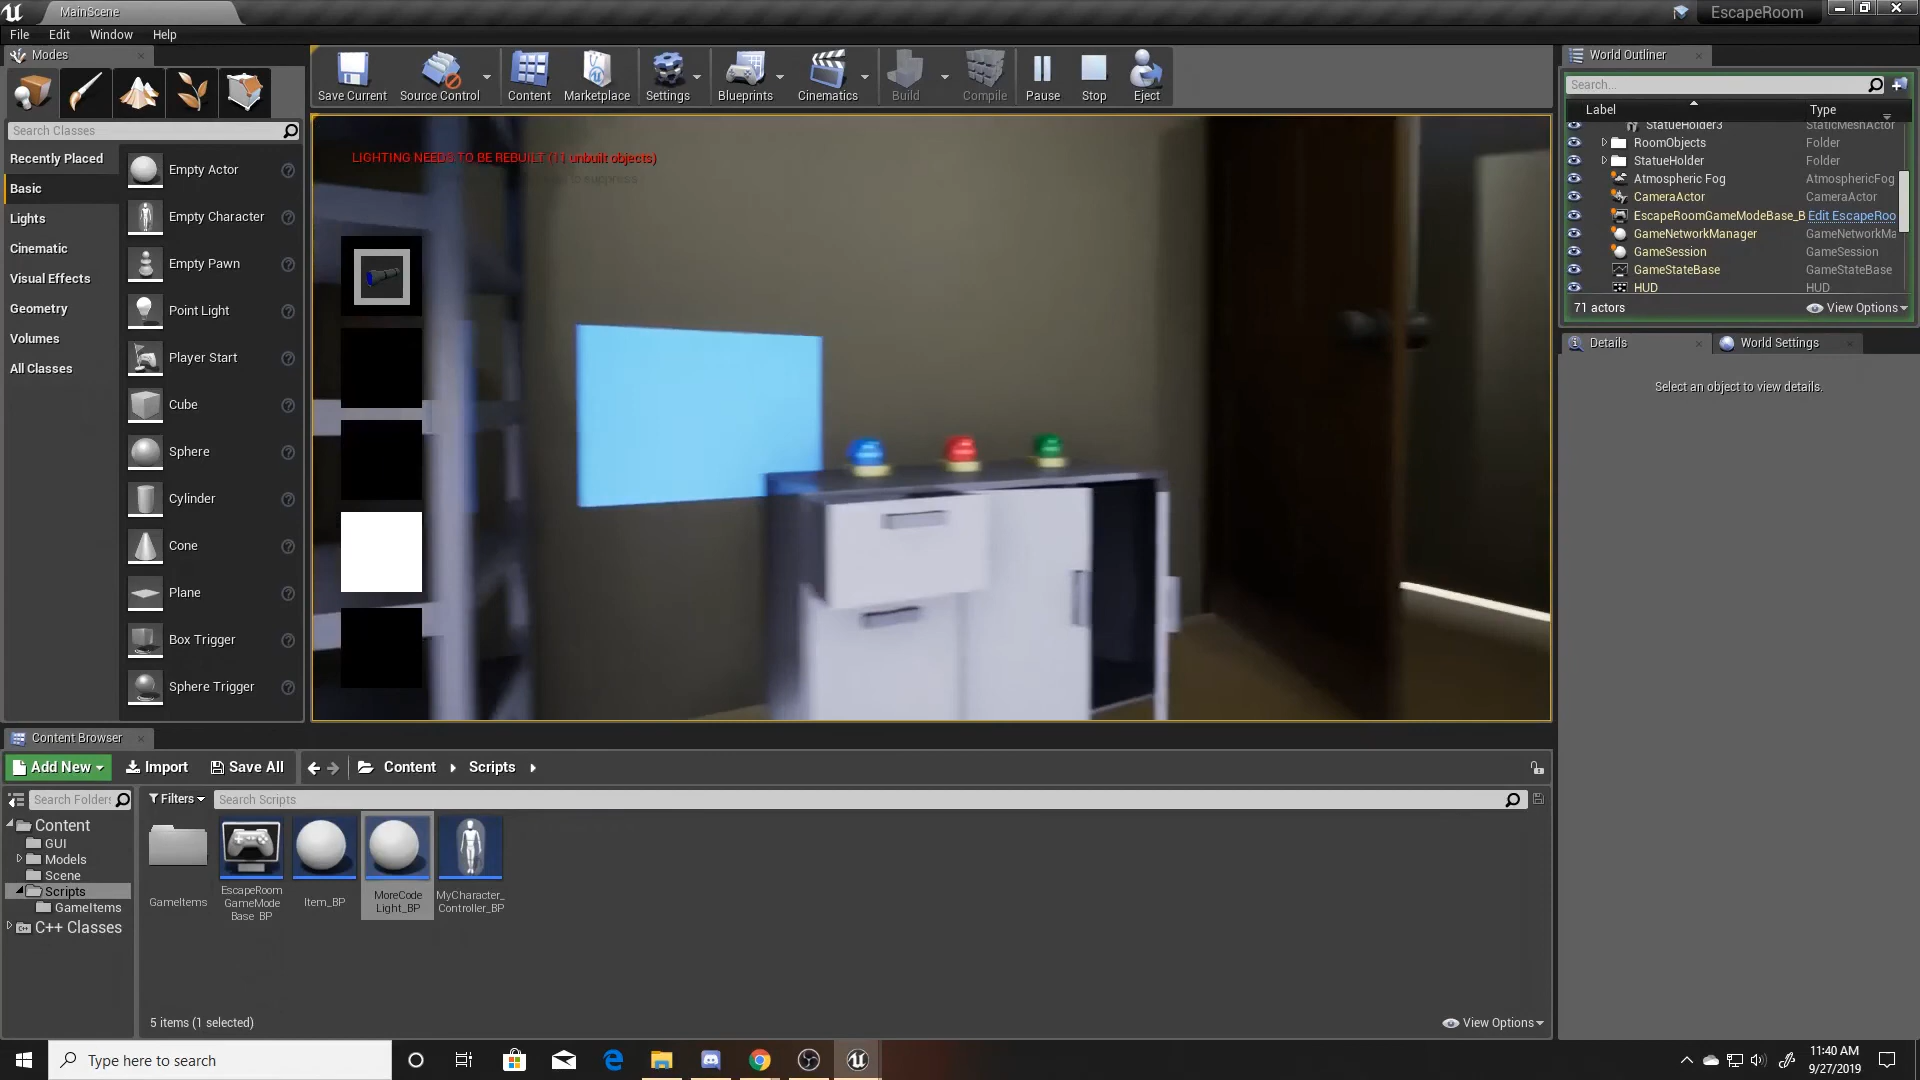 MainScene
EscapeRoom
File Edit Window Help
Modes
Save Current
Source Control
Content
Marketplace
Settings
Blueprints
Cinematics
Build
Compile
Pause
Stop
Eject
Search Classes
Recently Placed
Basic
Lights
Cinematic
Visual Effects
Geometry
Volumes
All Classes
Empty Actor
Empty Character
Empty Pawn
Point Light
Player Start
Cube
Sphere
Cylinder
Cone
Plane
Box Trigger
Sphere Trigger
LIGHTING NEEDS TO BE REBUILT (11 unbuilt objects)
World Outliner
Search...
Label Type
StatueHolder3 StaticMeshActor
RoomObjects Folder
StatueHolder Folder
Atmospheric Fog AtmosphericFog
CameraActor CameraActor
EscapeRoomGameModeBase_B Edit EscapeRoo
GameNetworkManager GameNetworkMa
GameSession GameSession
GameStateBase GameStateBase
HUD HUD
71 actors
View Options
Details
World Settings
Select an object to view details.
Content Browser
Add New
Import
Save All
Content
Scripts
Search Folders
Filters
Search Scripts
Content
GUI
Models
Scene
Scripts
GameItems
C++ Classes
GameItems
EscapeRoom
GameMode
Base_BP
Item_BP
MoreCode
Light_BP
MyCharacter_
Controller_BP
5 items (1 selected)
View Options
Type here to search
11:40 AM
9/27/2019